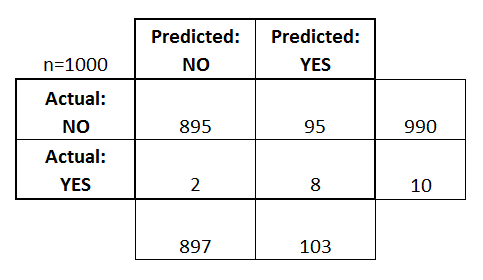 Predicted: Predicted:
n=1000 NO YES
Actual:
NO 895 95 990
Actual:
YES 2 8 10
897 103